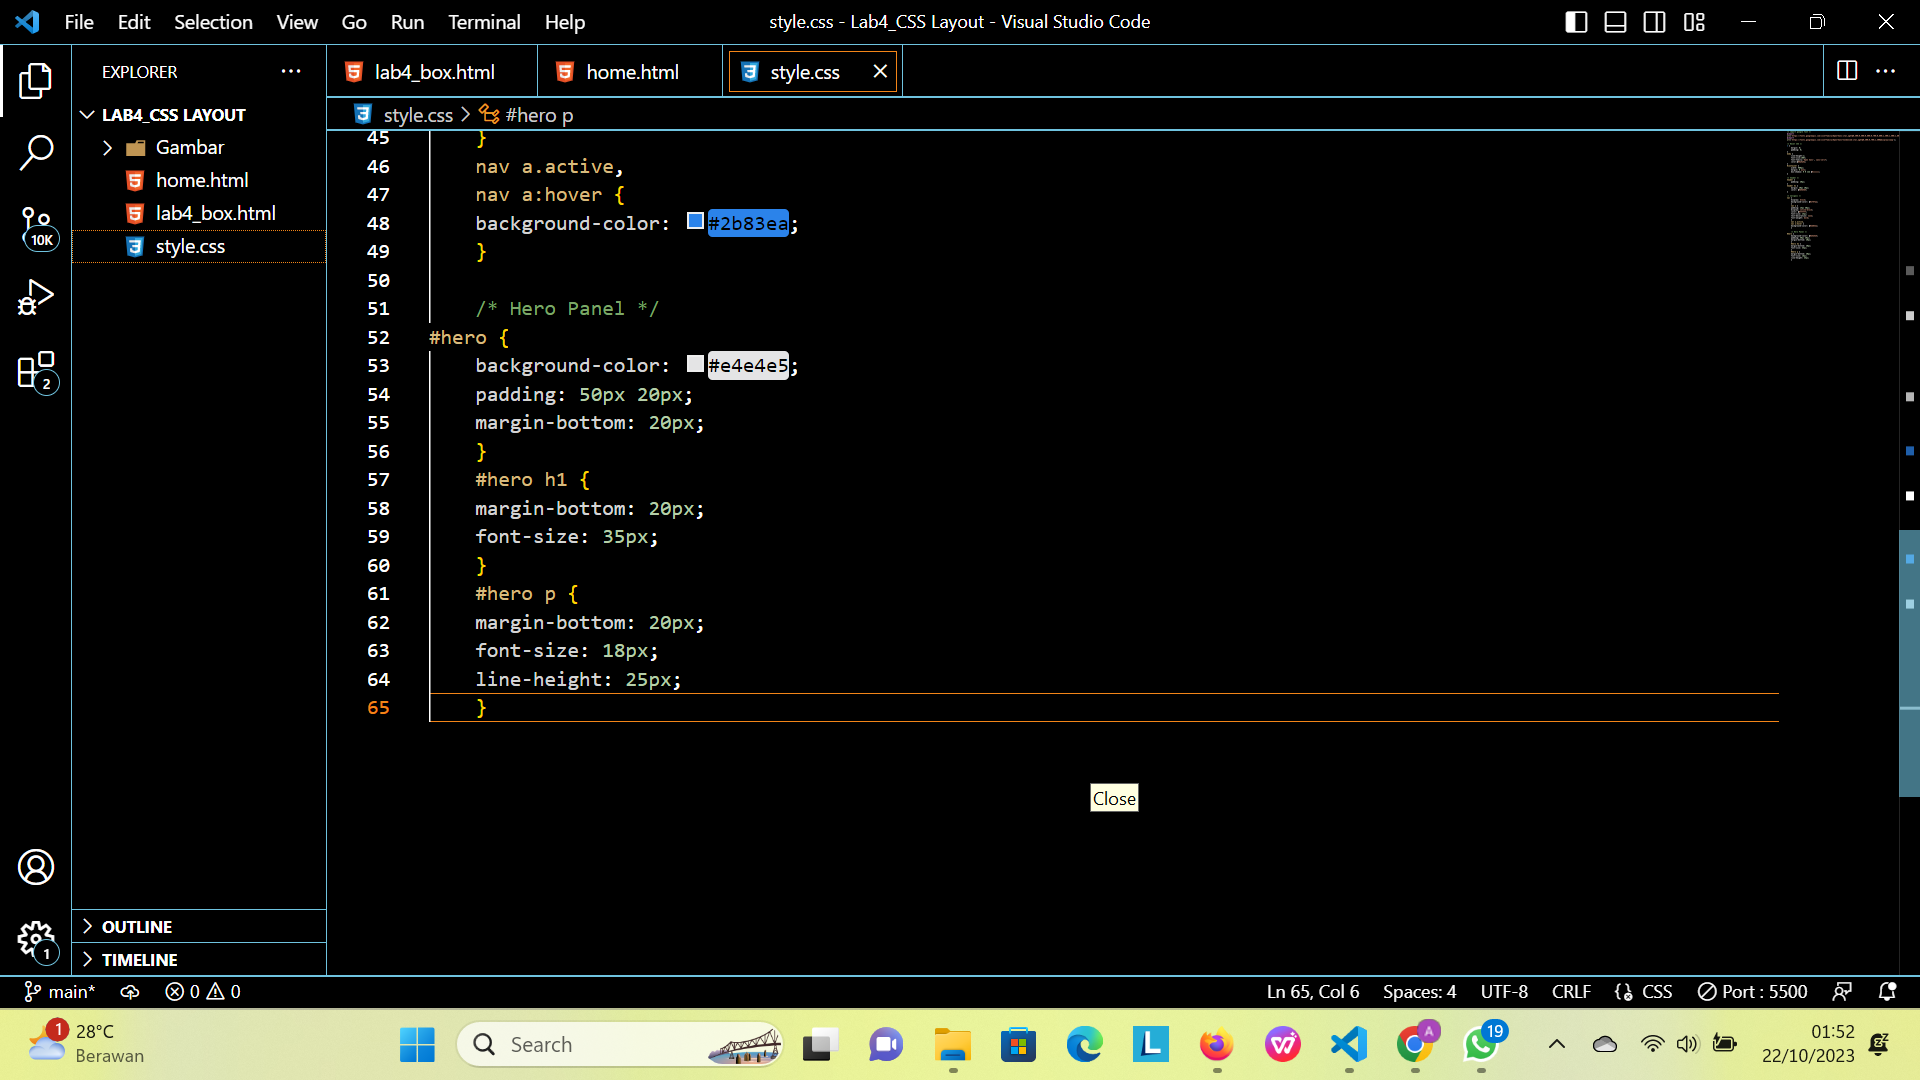 File Edit Selection View Go Run Terminal Help
style.css - Lab4_CSS Layout - Visual Studio Code
EXPLORER
LAB4_CSS LAYOUT
Gambar
home.html
lab4_box.html
style.css
10K
2
1
OUTLINE
TIMELINE
lab4_box.html home.html style.css
style.css > #hero p
45 }
46 nav a.active,
47 nav a:hover {
48 background-color: #2b83ea;
49 }
50
51 /* Hero Panel */
52 #hero {
53 background-color: #e4e4e5;
54 padding: 50px 20px;
55 margin-bottom: 20px;
56 }
57 #hero h1 {
58 margin-bottom: 20px;
59 font-size: 35px;
60 }
61 #hero p {
62 margin-bottom: 20px;
63 font-size: 18px;
64 line-height: 25px;
65 }
Close
main* 0 0 Ln 65, Col 6 Spaces: 4 UTF-8 CRLF CSS Port : 5500
1
28°C
Berawan
Search
L
A
19
01:52
22/10/2023